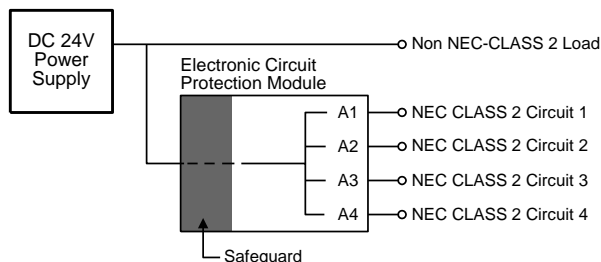 DC 24V
Power
Supply
Non NEC-CLASS 2 Load
Electronic Circuit
Protection Module
A1
NEC CLASS 2 Circuit 1
A2
NEC CLASS 2 Circuit 2
A3
NEC CLASS 2 Circuit 3
A4
NEC CLASS 2 Circuit 4
Safeguard